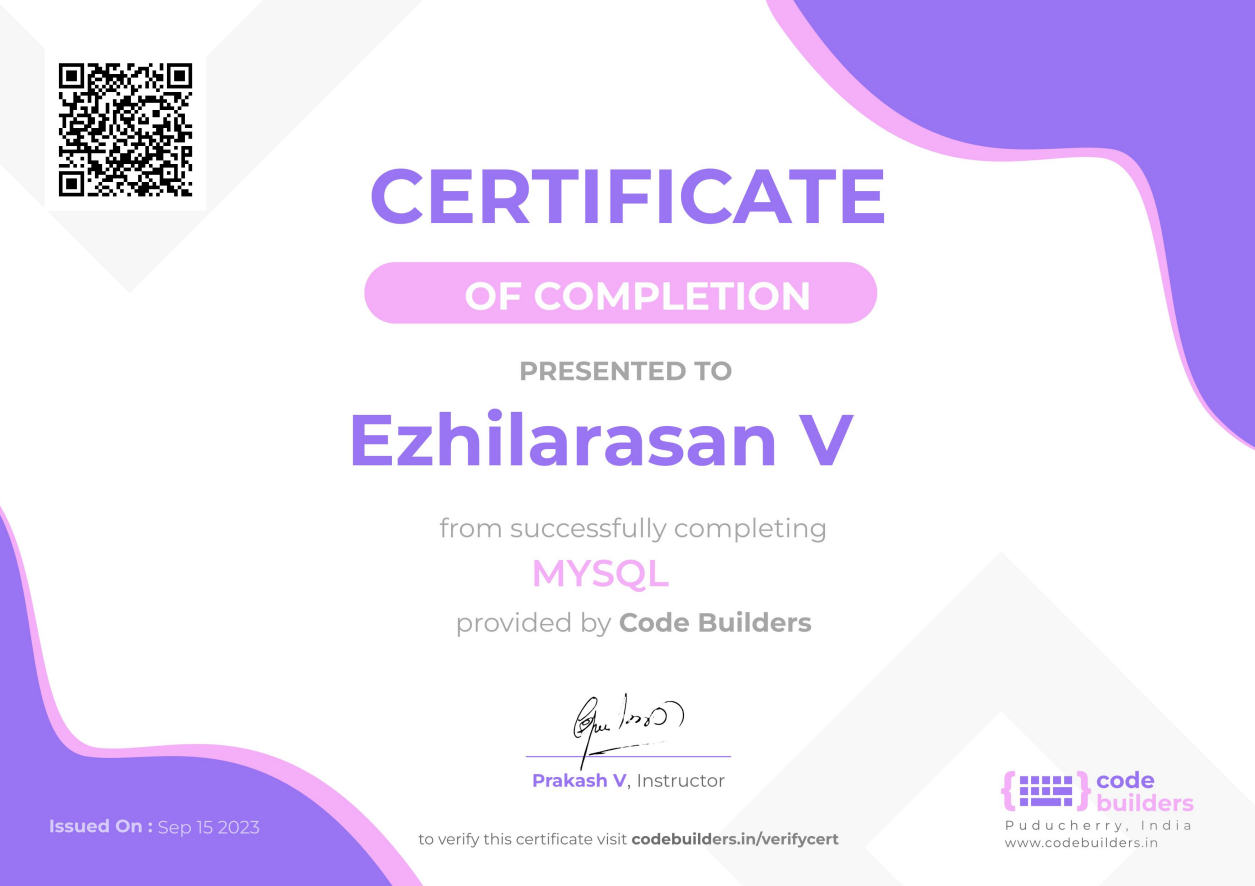 CERTIFICATE
OF COMPLETION
PRESENTED TO
Ezhilarasan V
from successfully completing
MYSQL
provided by Code Builders
Prakash V, Instructor
Issued On : Sep 15 2023
to verify this certificate visit codebuilders.in/verifycert
code
builders
Puducherry, India
www.codebuilders.in